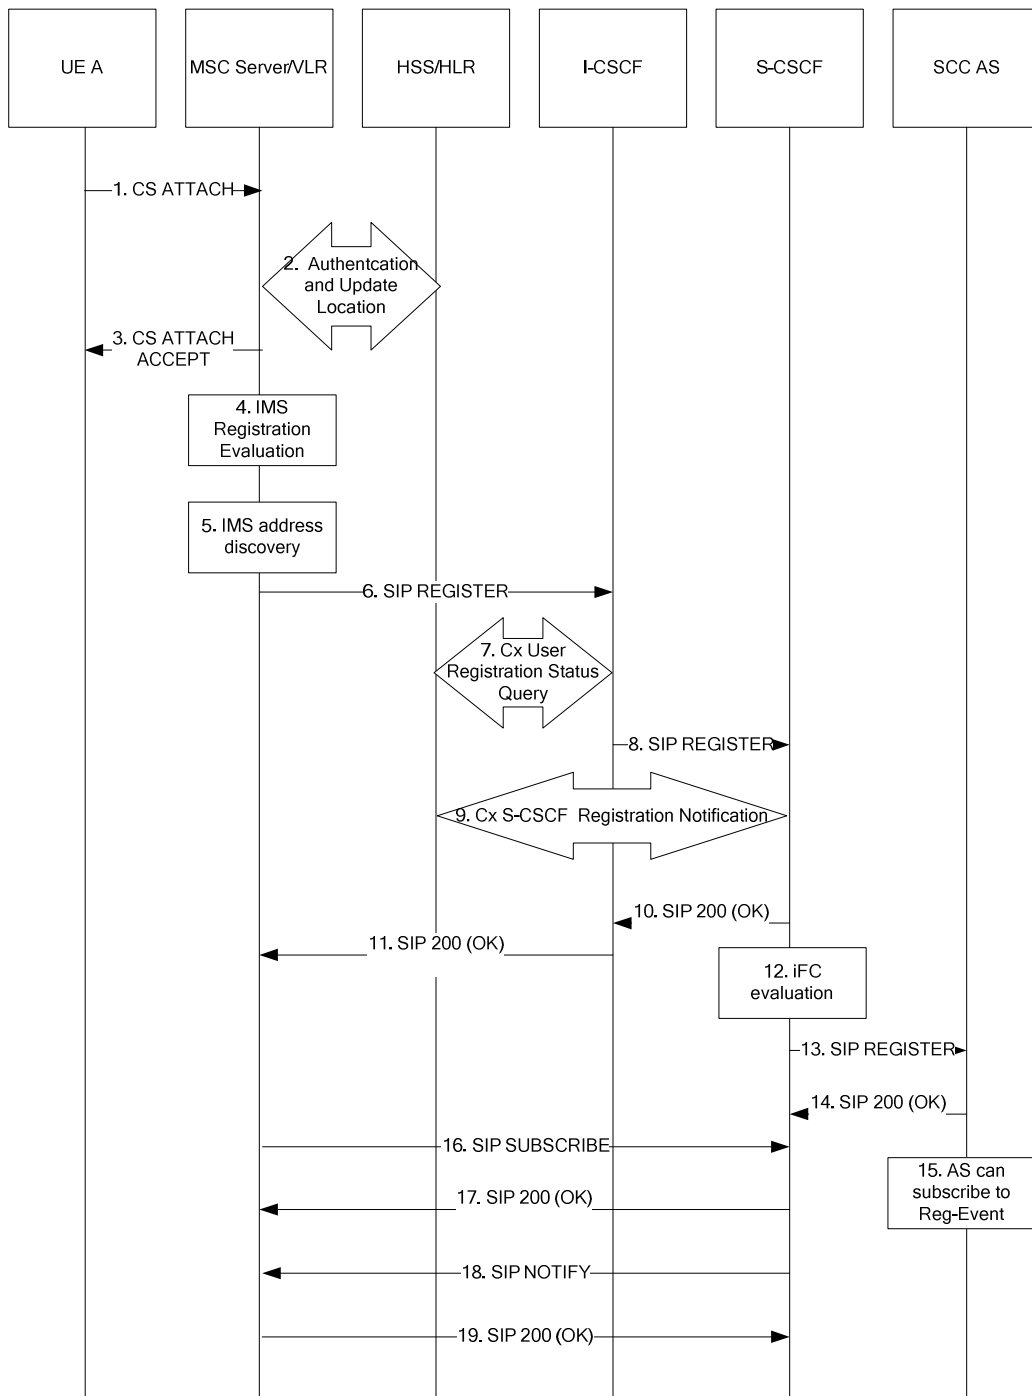 UE A
MSC Server/VLR
HSS/HLR
I-CSCF
S-CSCF
SCC AS
1. CS ATTACH
2. Authentcation
and Update
Location
3. CS ATTACH
ACCEPT
4. IMS
Registration
Evaluation
5. IMS address
discovery
6. SIP REGISTER
7. Cx User
Registration Status
Query
8. SIP REGISTER
9. Cx S-CSCF Registration Notification
10. SIP 200 (OK)
11. SIP 200 (OK)
12. iFC
evaluation
13. SIP REGISTER
14. SIP 200 (OK)
16. SIP SUBSCRIBE
15. AS can
subscribe to
Reg-Event
17. SIP 200 (OK)
18. SIP NOTIFY
19. SIP 200 (OK)